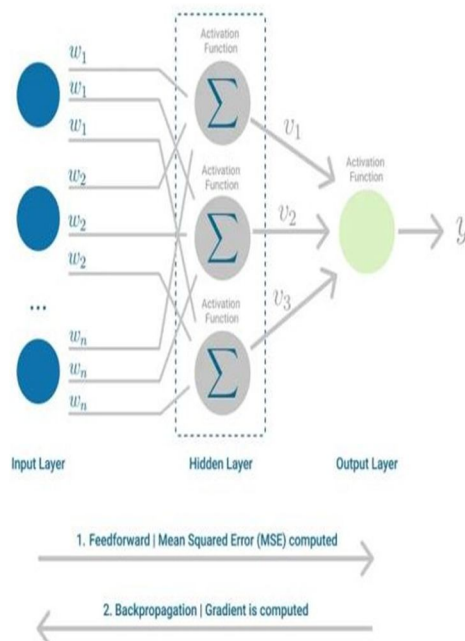 Activation
Function
w₁
w₁
w₁
Σ
v₁
Activation
Function
w₂
w₂
w₂
Activation
Function
Σ
v₂
y
...
Activation
Function
v₃
wₙ
wₙ
wₙ
Σ
Input Layer
Hidden Layer
Output Layer
1. Feedforward | Mean Squared Error (MSE) computed
2. Backpropagation | Gradient is computed